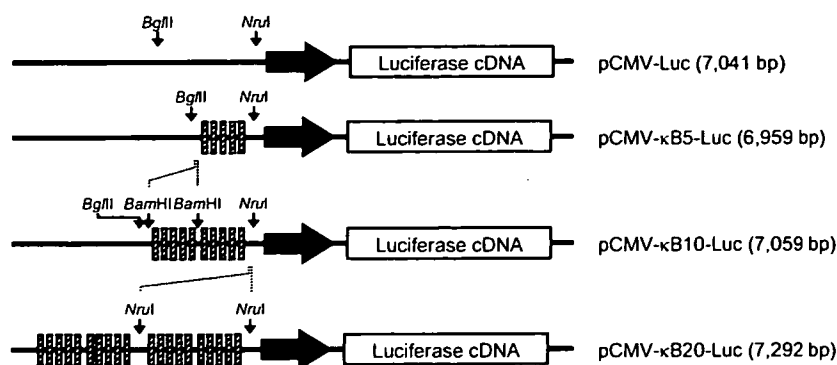 BglII NruI
Luciferase cDNA pCMV-Luc (7,041 bp)
BglII NruI
Luciferase cDNA pCMV-κB5-Luc (6,959 bp)
BglII BamHI BamHI NruI
Luciferase cDNA pCMV-κB10-Luc (7,059 bp)
NruI NruI
Luciferase cDNA pCMV-κB20-Luc (7,292 bp)